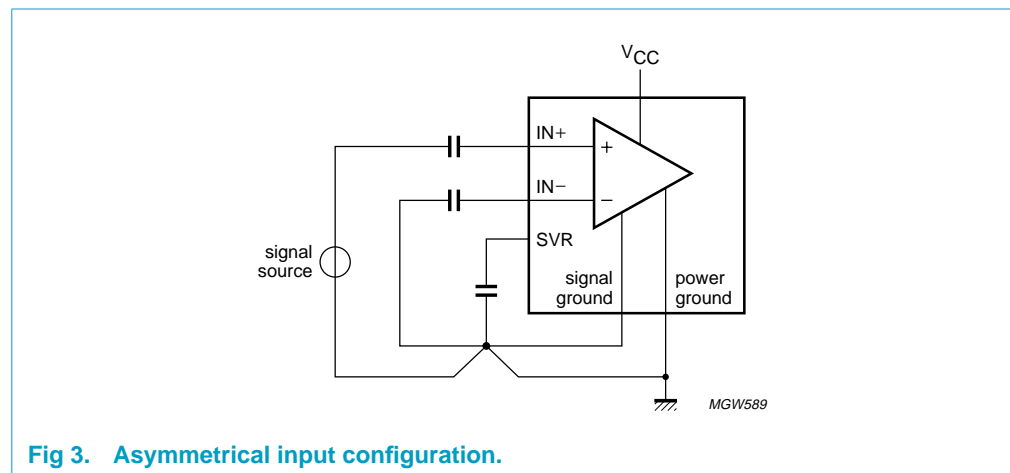 VCC
IN+
+
IN−
−
SVR
signal
source
signal
ground
power
ground
MGW589
Fig 3. Asymmetrical input configuration.